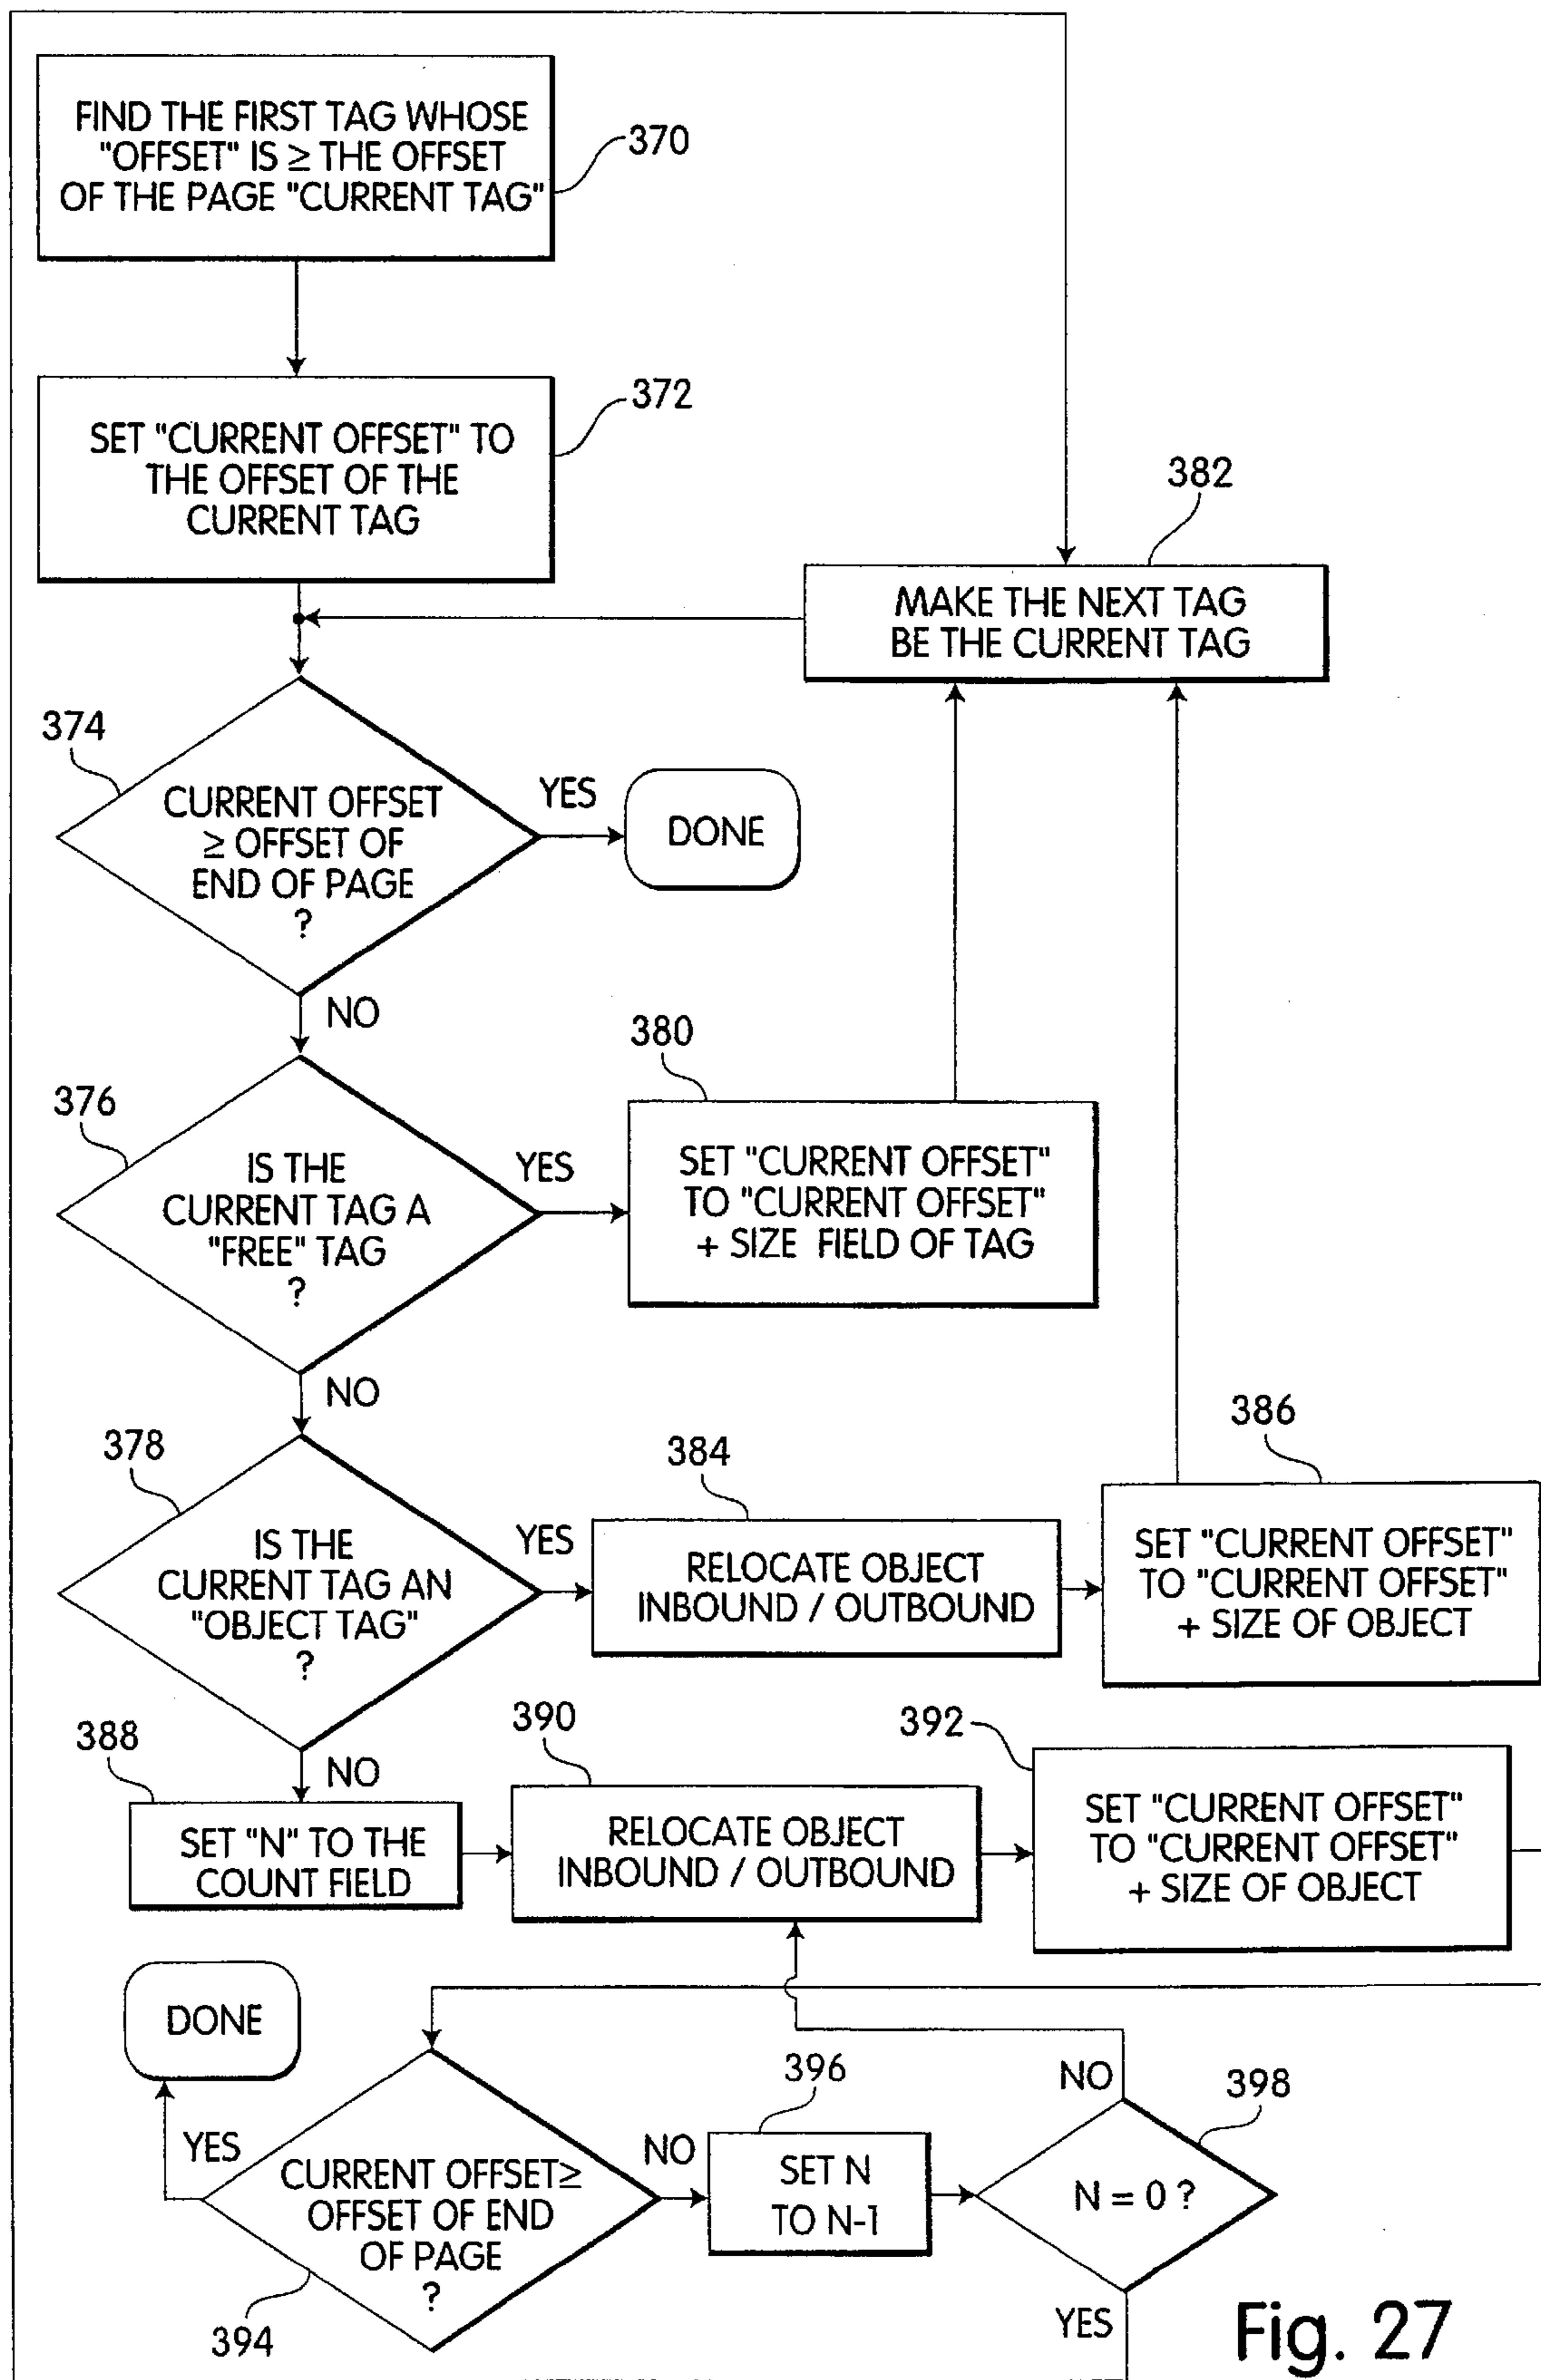 FIND THE FIRST TAG WHOSE
"OFFSET" IS ≥ THE OFFSET
OF THE PAGE "CURRENT TAG"
370
SET "CURRENT OFFSET" TO
THE OFFSET OF THE
CURRENT TAG
372
382
MAKE THE NEXT TAG
BE THE CURRENT TAG
374
CURRENT OFFSET
≥ OFFSET OF
END OF PAGE
?
YES
DONE
NO
376
IS THE
CURRENT TAG A
"FREE" TAG
?
YES
380
SET "CURRENT OFFSET"
TO "CURRENT OFFSET"
+ SIZE FIELD OF TAG
NO
378
IS THE
CURRENT TAG AN
"OBJECT TAG"
?
YES
384
RELOCATE OBJECT
INBOUND / OUTBOUND
386
SET "CURRENT OFFSET"
TO "CURRENT OFFSET"
+ SIZE OF OBJECT
NO
388
SET "N" TO THE
COUNT FIELD
390
RELOCATE OBJECT
INBOUND / OUTBOUND
392
SET "CURRENT OFFSET"
TO "CURRENT OFFSET"
+ SIZE OF OBJECT
DONE
YES
CURRENT OFFSET≥
OFFSET OF END
OF PAGE
?
394
NO
396
SET N
TO N-1
NO
398
N = 0 ?
YES
Fig. 27